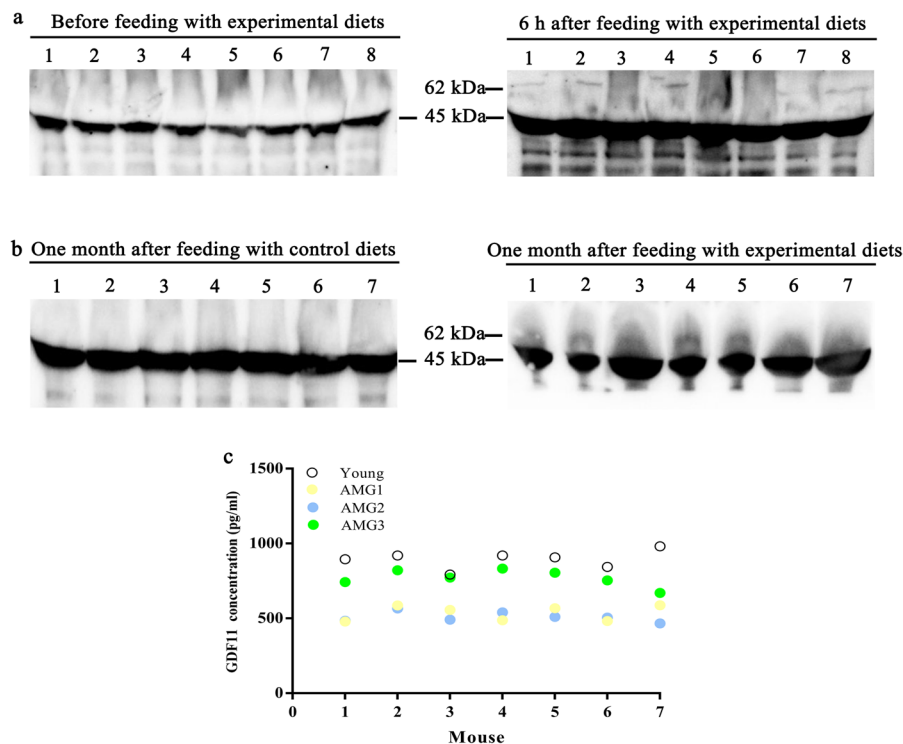 a
Before feeding with experimental diets
6 h after feeding with experimental diets
1 2 3 4 5 6 7 8
1 2 3 4 5 6 7 8
62 kDa
45 kDa
b
One month after feeding with control diets
One month after feeding with experimental diets
1 2 3 4 5 6 7
1 2 3 4 5 6 7
62 kDa
45 kDa
c
1500
1000
500
0
GDF11 concentration (pg/ml)
Young
AMG1
AMG2
AMG3
0 1 2 3 4 5 6 7
Mouse